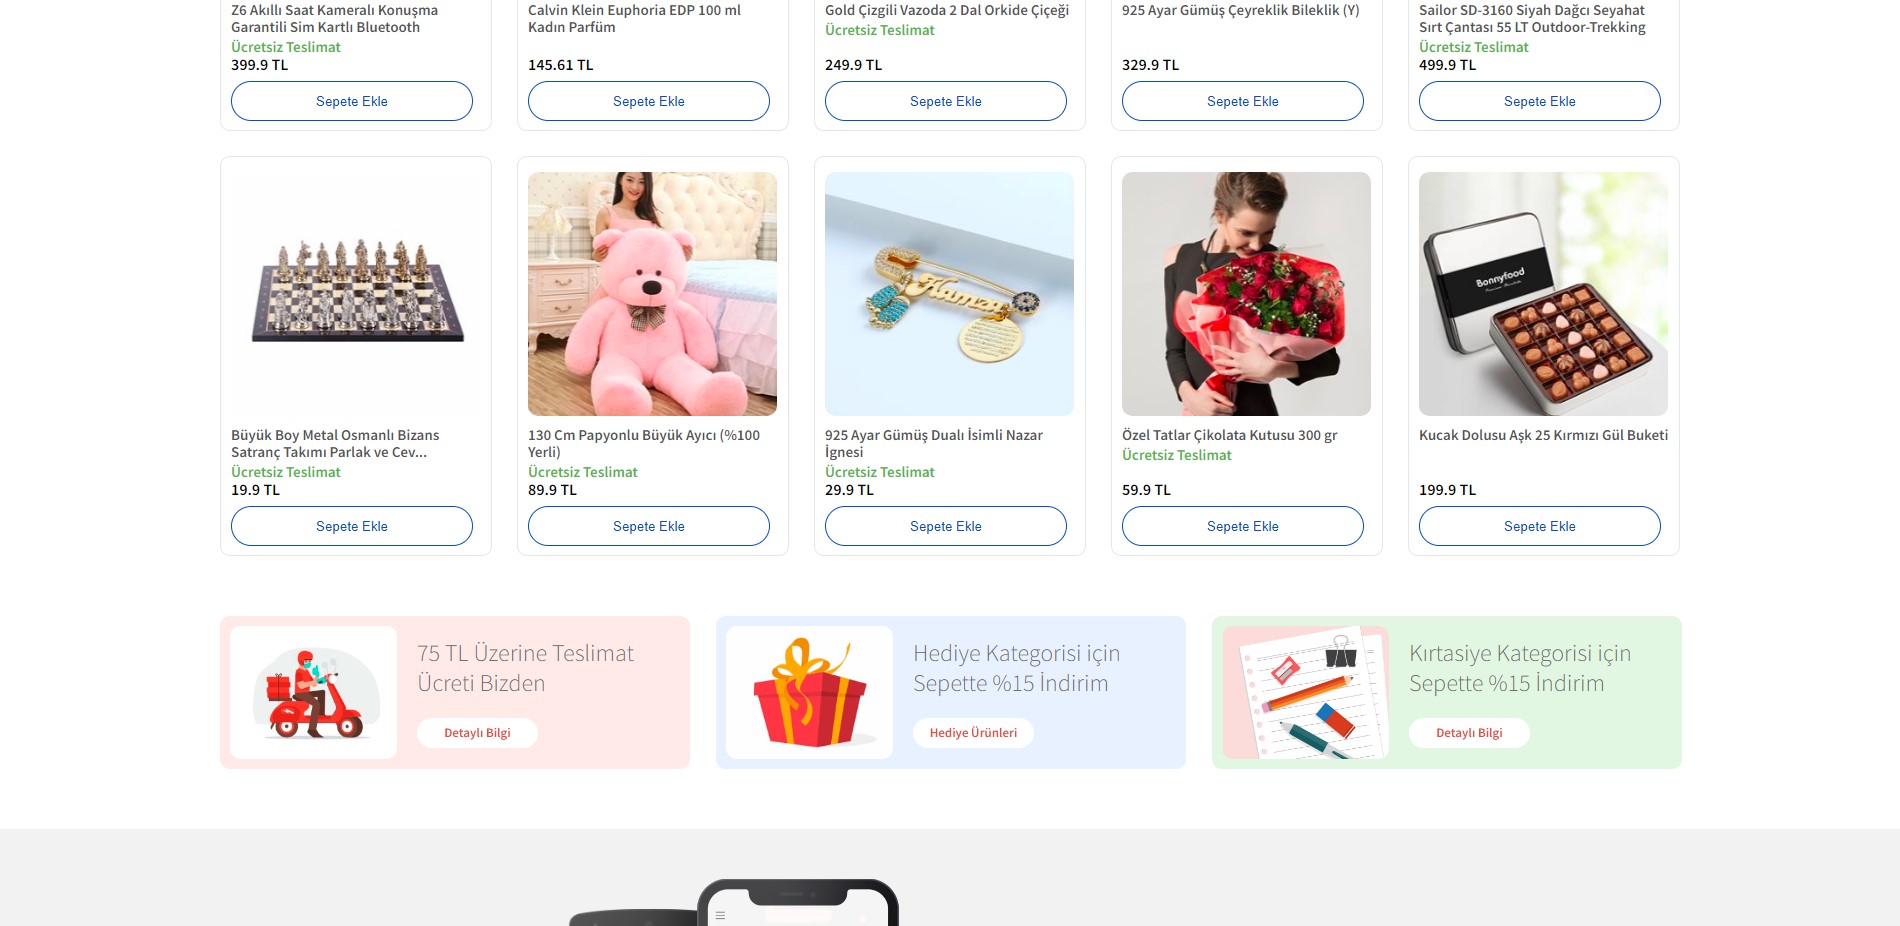 Z6 Akıllı Saat Kameralı Konuşma
Garantili Sim Kartlı Bluetooth
Ücretsiz Teslimat
399.9 TL
Sepete Ekle
Calvin Klein Euphoria EDP 100 ml
Kadın Parfüm
145.61 TL
Sepete Ekle
Gold Çizgili Vazoda 2 Dal Orkide Çiçeği
Ücretsiz Teslimat
249.9 TL
Sepete Ekle
925 Ayar Gümüş Çeyreklik Bileklik (Y)
329.9 TL
Sepete Ekle
Sailor SD-3160 Siyah Dağcı Seyahat
Sırt Çantası 55 LT Outdoor-Trekking
Ücretsiz Teslimat
499.9 TL
Sepete Ekle
Büyük Boy Metal Osmanlı Bizans
Satranç Takımı Parlak ve Cev...
Ücretsiz Teslimat
19.9 TL
Sepete Ekle
130 Cm Papyonlu Büyük Ayıcı (%100
Yerli)
Ücretsiz Teslimat
89.9 TL
Sepete Ekle
Hamza
925 Ayar Gümüş Dualı İsimli Nazar
İgnesi
Ücretsiz Teslimat
29.9 TL
Sepete Ekle
Özel Tatlar Çikolata Kutusu 300 gr
Ücretsiz Teslimat
59.9 TL
Sepete Ekle
Bonnyfood
Kucak Dolusu Aşk 25 Kırmızı Gül Buketi
199.9 TL
Sepete Ekle
75 TL Üzerine Teslimat
Ücreti Bizden
Detaylı Bilgi
Hediye Kategorisi için
Sepette %15 İndirim
Hediye Ürünleri
Kırtasiye Kategorisi için
Sepette %15 İndirim
Detaylı Bilgi